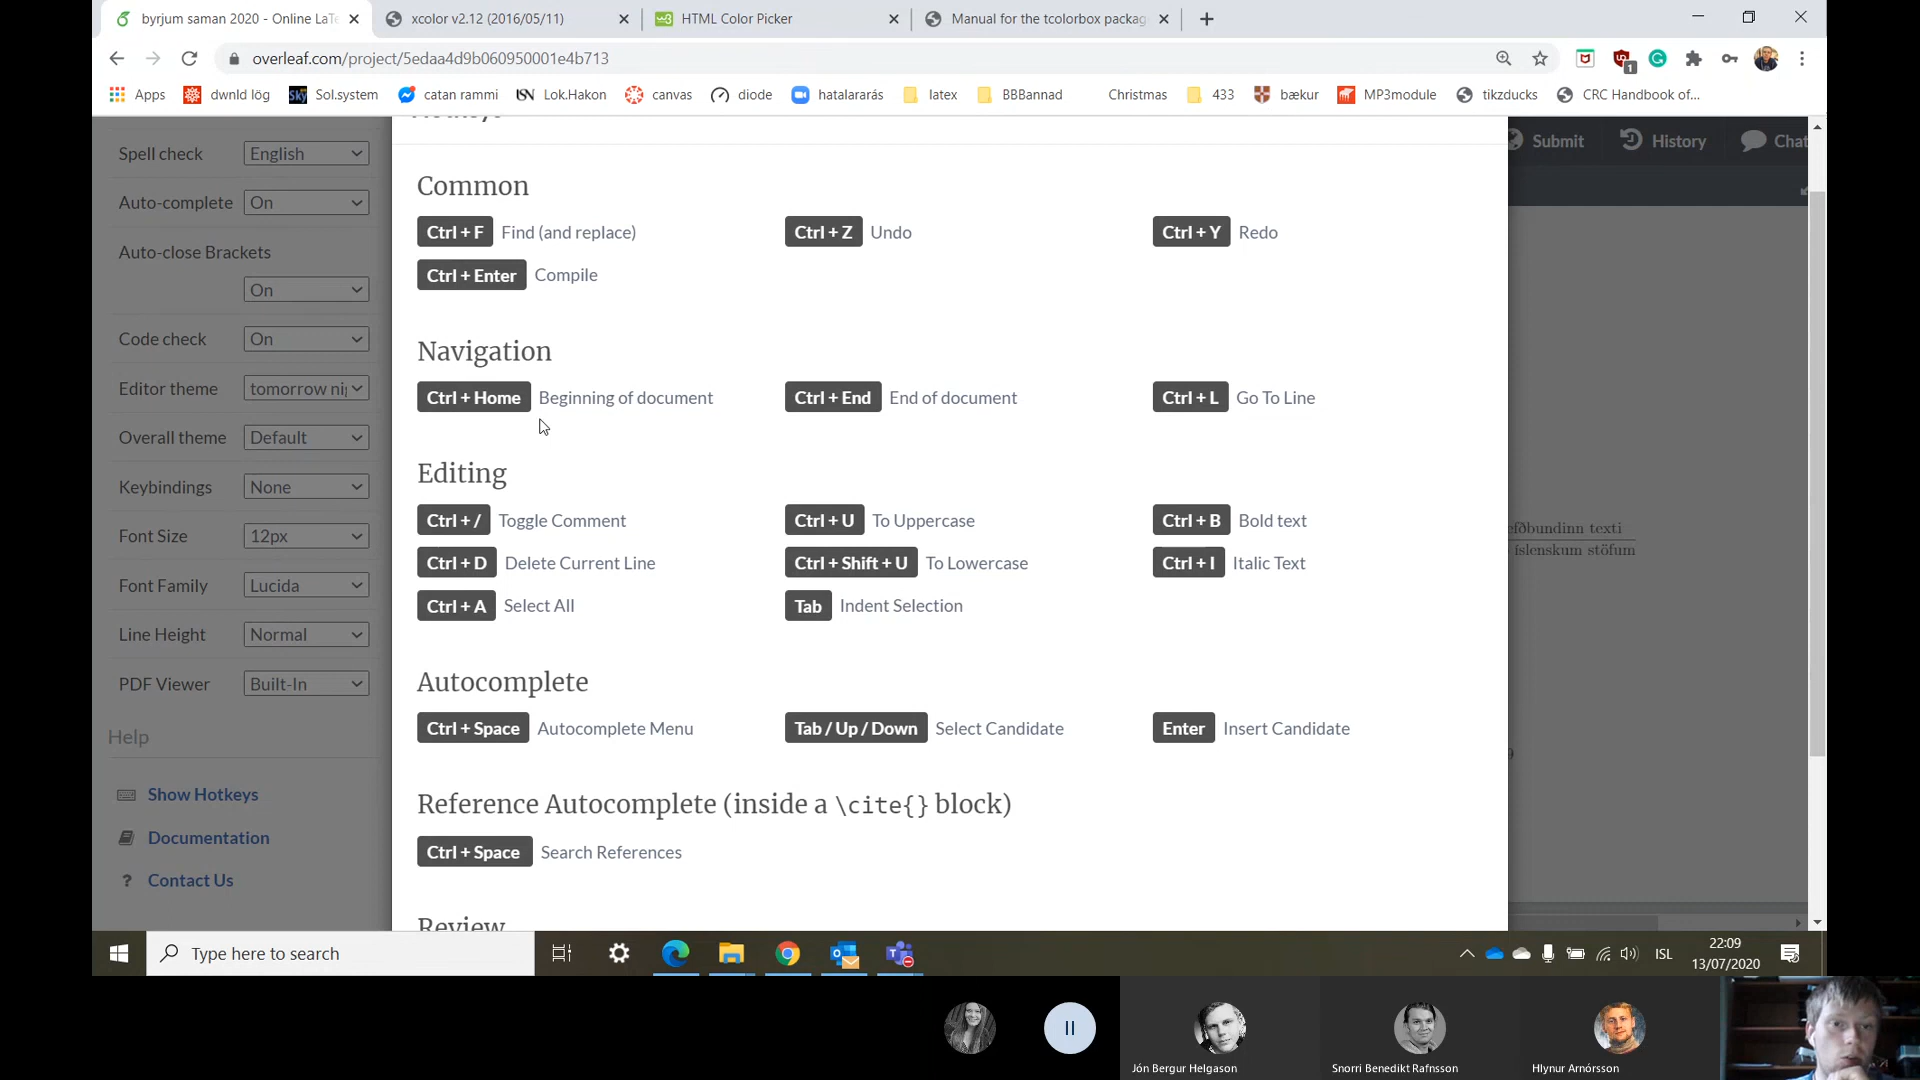 byrjum saman 2020 - Online LaTe
xcolor v2.12 (2016/05/11)
HTML Color Picker
Manual for the tcolorbox packag
overleaf.com/project/5edaa4d9b060950001e4b713
1
Apps
dwnld lög
Sol.system
catan rammi
Lok.Hakon
canvas
diode
hatalararás
latex
BBBannad
Christmas
433
bækur
MP3module
tikzducks
CRC Handbook of...
Hotkeys
Submit
History
Chat
Spell check English
Auto-complete On
Auto-close Brackets
On
Code check On
Editor theme tomorrow nig
Overall theme Default
Keybindings None
Font Size 12px
Font Family Lucida
Line Height Normal
PDF Viewer Built-In
Help
Show Hotkeys
Documentation
? Contact Us
Common
Ctrl + F Find (and replace)
Ctrl + Z Undo
Ctrl + Y Redo
Ctrl + Enter Compile
Navigation
Ctrl + Home Beginning of document
Ctrl + End End of document
Ctrl + L Go To Line
Editing
Ctrl + / Toggle Comment
Ctrl + U To Uppercase
Ctrl + B Bold text
Ctrl + D Delete Current Line
Ctrl + Shift + U To Lowercase
Ctrl + I Italic Text
Ctrl + A Select All
Tab Indent Selection
Autocomplete
Ctrl + Space Autocomplete Menu
Tab / Up / Down Select Candidate
Enter Insert Candidate
Reference Autocomplete (inside a \cite{} block)
Ctrl + Space Search References
Review
efðbundinn texti
íslenskum stöfum
Type here to search
ISL
22:09
13/07/2020
Jón Bergur Helgason
Snorri Benedikt Rafnsson
Hlynur Arnórsson